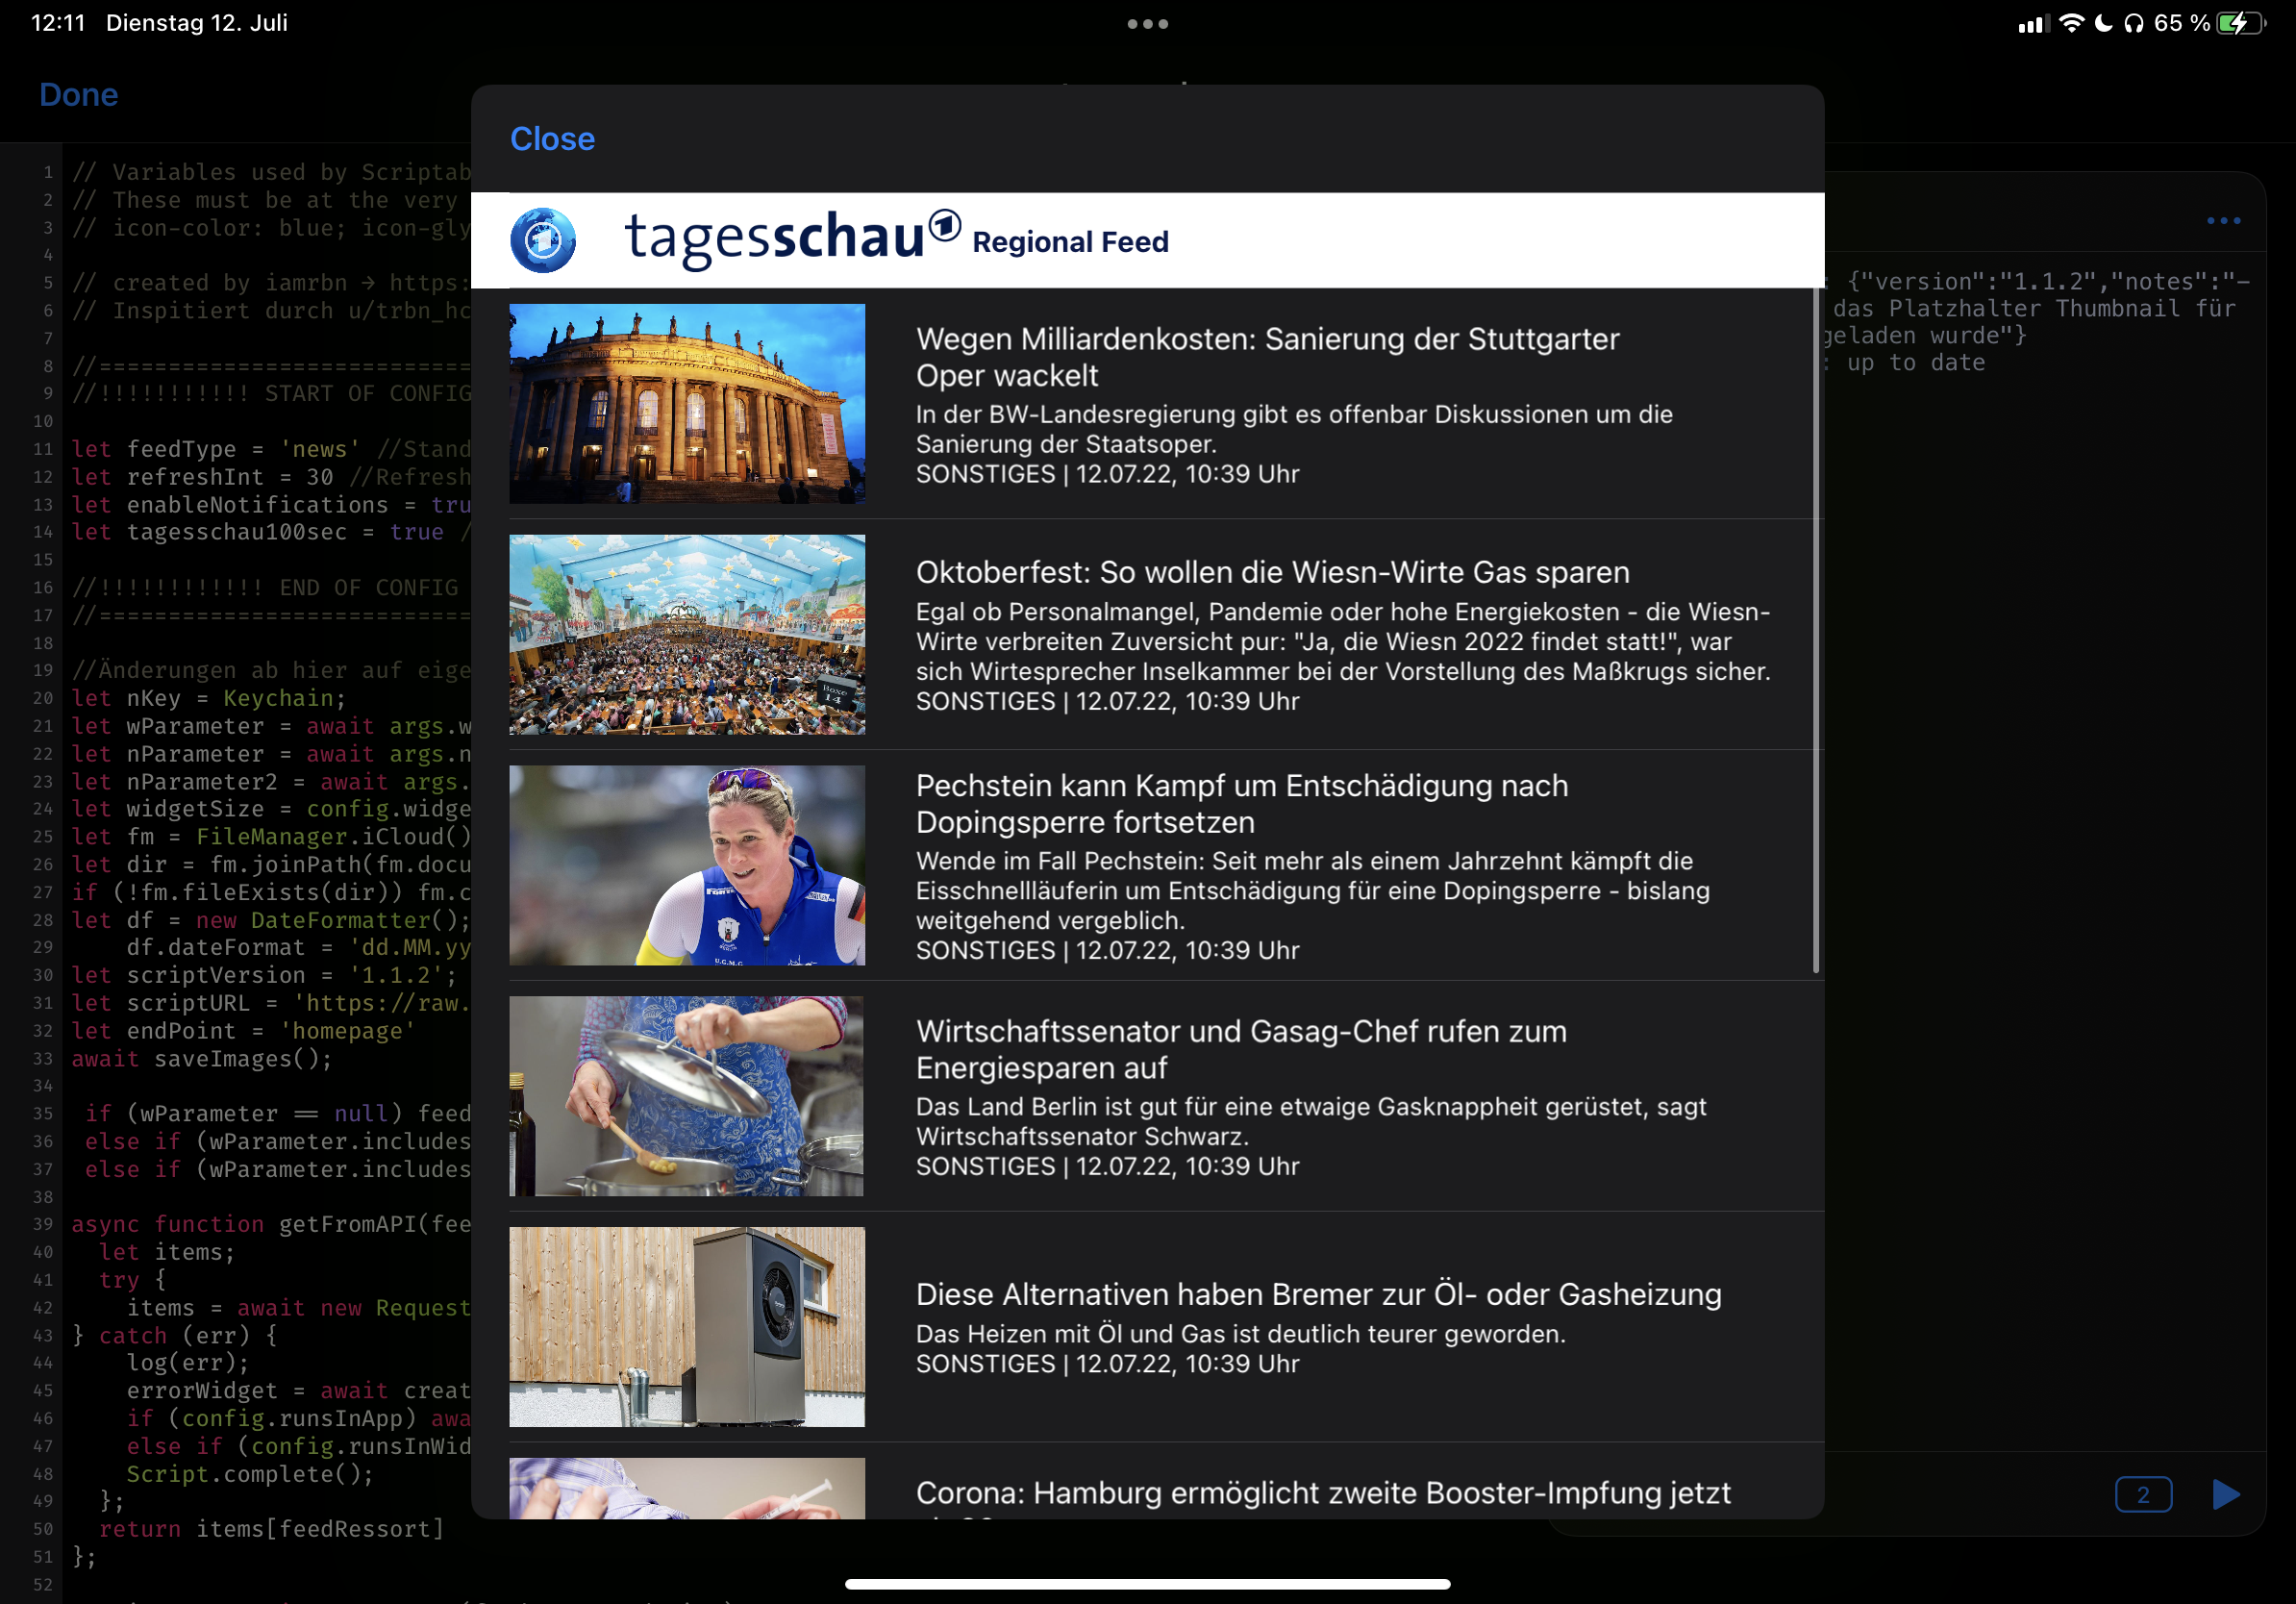 12:11 Dienstag 12. Juli
65 %
Done
Close
tagesschau Regional Feed
Wegen Milliardenkosten: Sanierung der Stuttgarter
Oper wackelt
In der BW-Landesregierung gibt es offenbar Diskussionen um die
Sanierung der Staatsoper.
SONSTIGES | 12.07.22, 10:39 Uhr
Oktoberfest: So wollen die Wiesn-Wirte Gas sparen
Egal ob Personalmangel, Pandemie oder hohe Energiekosten - die Wiesn-
Wirte verbreiten Zuversicht pur: "Ja, die Wiesn 2022 findet statt!", war
sich Wirtesprecher Inselkammer bei der Vorstellung des Maßkrugs sicher.
SONSTIGES | 12.07.22, 10:39 Uhr
Pechstein kann Kampf um Entschädigung nach
Dopingsperre fortsetzen
Wende im Fall Pechstein: Seit mehr als einem Jahrzehnt kämpft die
Eisschnellläuferin um Entschädigung für eine Dopingsperre - bislang
weitgehend vergeblich.
SONSTIGES | 12.07.22, 10:39 Uhr
Wirtschaftssenator und Gasag-Chef rufen zum
Energiesparen auf
Das Land Berlin ist gut für eine etwaige Gasknappheit gerüstet, sagt
Wirtschaftssenator Schwarz.
SONSTIGES | 12.07.22, 10:39 Uhr
Diese Alternativen haben Bremer zur Öl- oder Gasheizung
Das Heizen mit Öl und Gas ist deutlich teurer geworden.
SONSTIGES | 12.07.22, 10:39 Uhr
Corona: Hamburg ermöglicht zweite Booster-Impfung jetzt
1 // Variables used by Scriptab
2 // These must be at the very
3 // icon-color: blue; icon-gly
4
5 // created by iamrbn → https:
6 // Inspitiert durch u/trbn_hc
7
8 //===========================
9 //!!!!!!!!!!! START OF CONFIG
10
11 let feedType = 'news' //Stand
12 let refreshInt = 30 //Refresh
13 let enableNotifications = tru
14 let tagesschau100sec = true /
15
16 //!!!!!!!!!!!! END OF CONFIG
17 //===========================
18
19 //Änderungen ab hier auf eige
20 let nKey = Keychain;
21 let wParameter = await args.w
22 let nParameter = await args.n
23 let nParameter2 = await args.
24 let widgetSize = config.widge
25 let fm = FileManager.iCloud()
26 let dir = fm.joinPath(fm.docu
27 if (!fm.fileExists(dir)) fm.c
28 let df = new DateFormatter();
29 df.dateFormat = 'dd.MM.yy
30 let scriptVersion = '1.1.2';
31 let scriptURL = 'https://raw.
32 let endPoint = 'homepage'
33 await saveImages();
34
35 if (wParameter == null) feed
36 else if (wParameter.includes
37 else if (wParameter.includes
38
39 async function getFromAPI(fee
40 let items;
41 try {
42 items = await new Request
43 } catch (err) {
44 log(err);
45 errorWidget = await creat
46 if (config.runsInApp) awa
47 else if (config.runsInWid
48 Script.complete();
49 };
50 return items[feedRessort]
51 };
52
: {"version":"1.1.2","notes":"-
das Platzhalter Thumbnail für
geladen wurde"}
: up to date
2